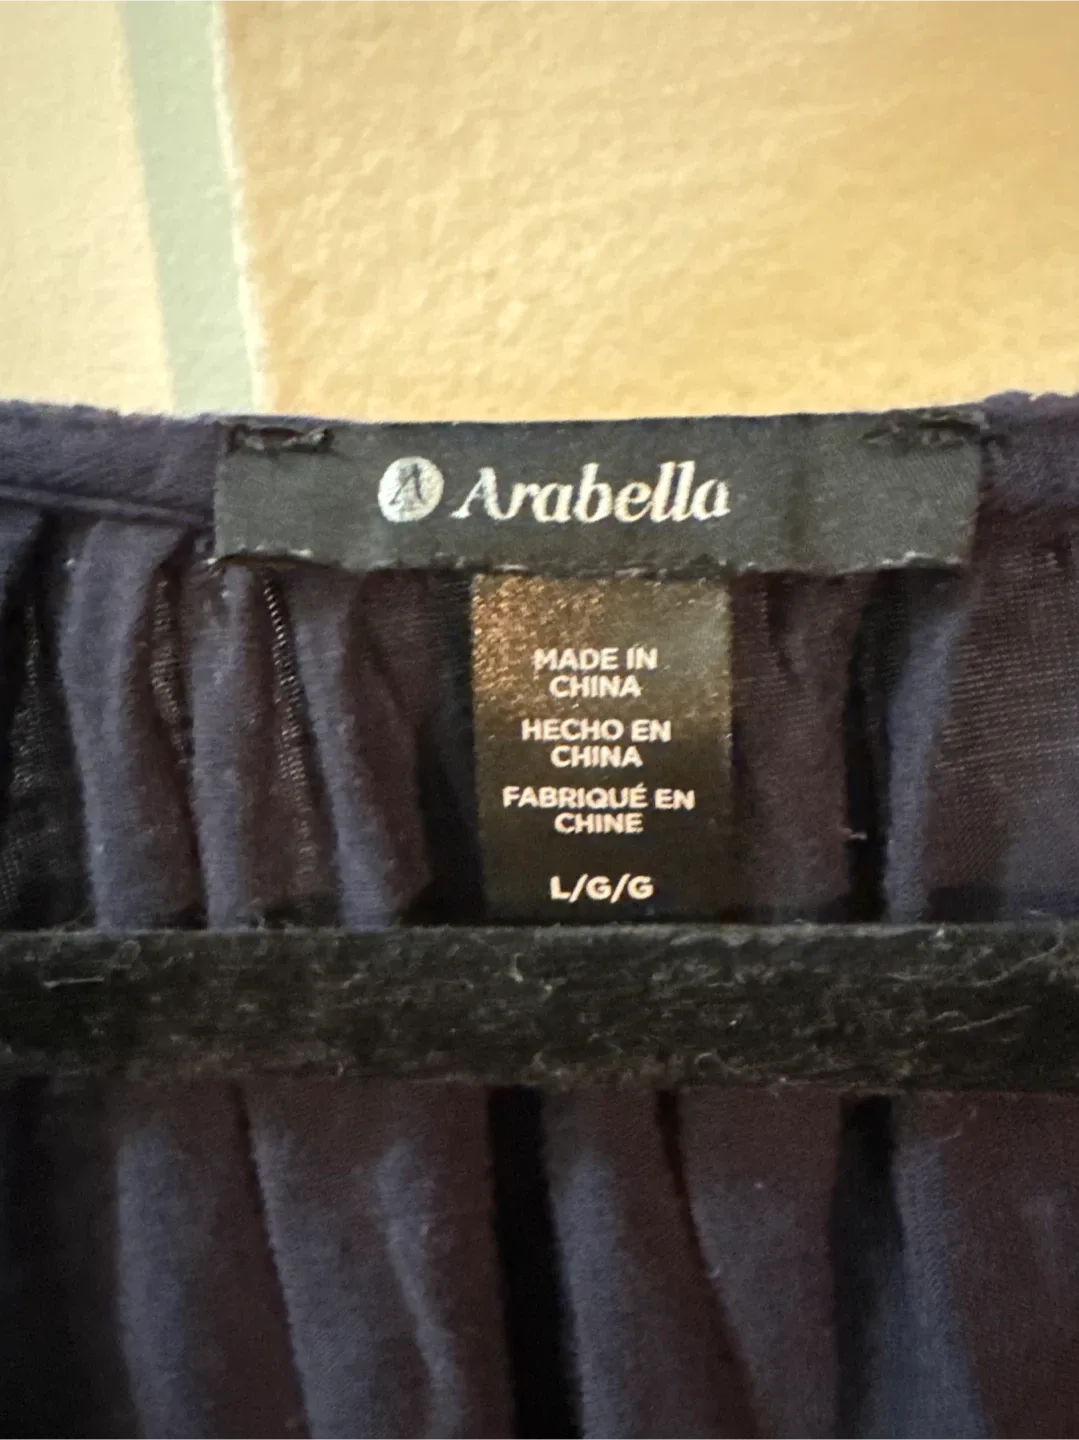 A Arabella
MADE IN
CHINA
HECHO EN
CHINA
FABRIQUÉ EN
CHINE
L/G/G